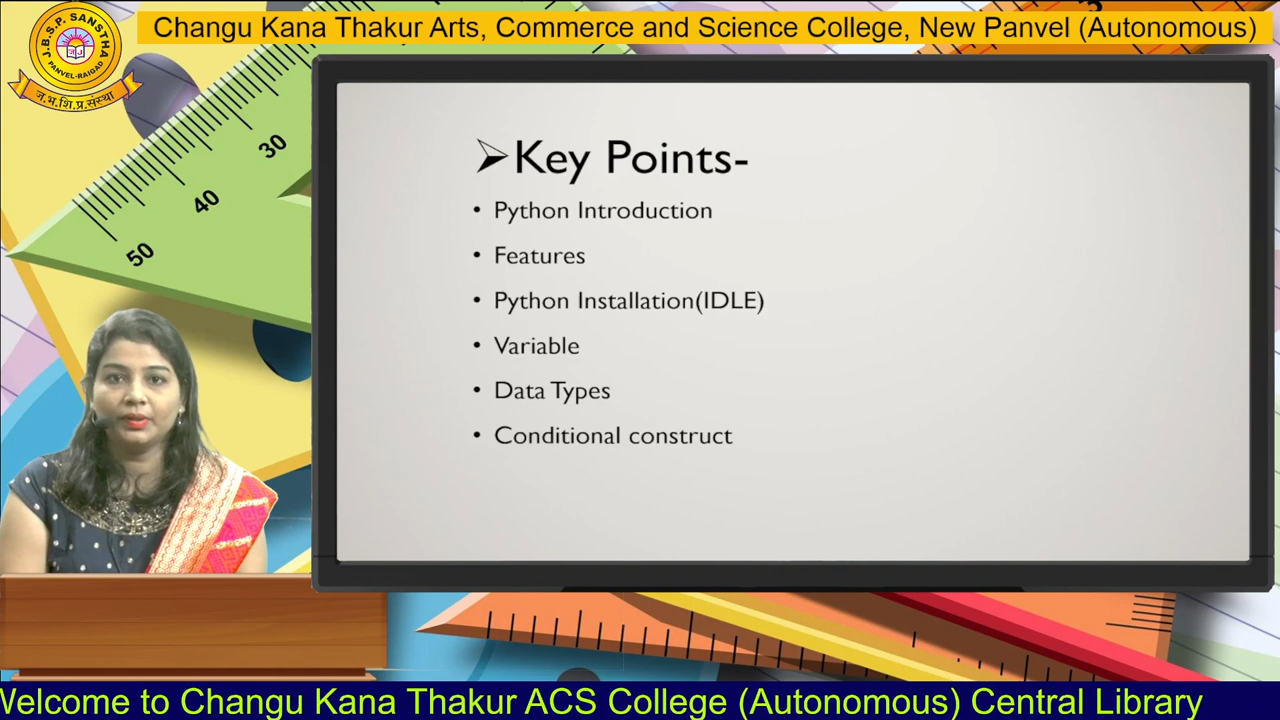 J.B.S.P. SANSTHA
PANVEL-RAIGAD
ज.भ.शि.प्र.संस्था
Changu Kana Thakur Arts, Commerce and Science College, New Panvel (Autonomous)
30
40
50
➢Key Points-
• Python Introduction
• Features
• Python Installation(IDLE)
• Variable
• Data Types
• Conditional construct
Welcome to Changu Kana Thakur ACS College (Autonomous) Central Library